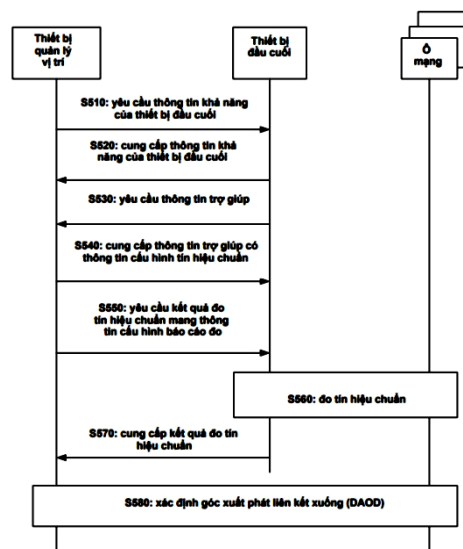 Thiết bị
quản lý
vị trí
Thiết bị
đầu cuối
Ô
mạng
S510: yêu cầu thông tin khả năng
của thiết bị đầu cuối
S520: cung cấp thông tin khả
năng của thiết bị đầu cuối
S530: yêu cầu thông tin trợ giúp
S540: cung cấp thông tin trợ giúp có
thông tin cấu hình tín hiệu chuẩn
S550: yêu cầu kết quả đo
tín hiệu chuẩn mang thông
tin cấu hình báo cáo đo
S560: đo tín hiệu chuẩn
S570: cung cấp kết quả đo tín
hiệu chuẩn
S580: xác định góc xuất phát liên kết xuống (DAOD)